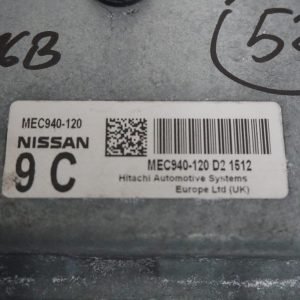 MEC940-120
NISSAN
9 C
MEC940-120 D2 1512
Hitachi Automotive Systems
Europe Ltd (UK)